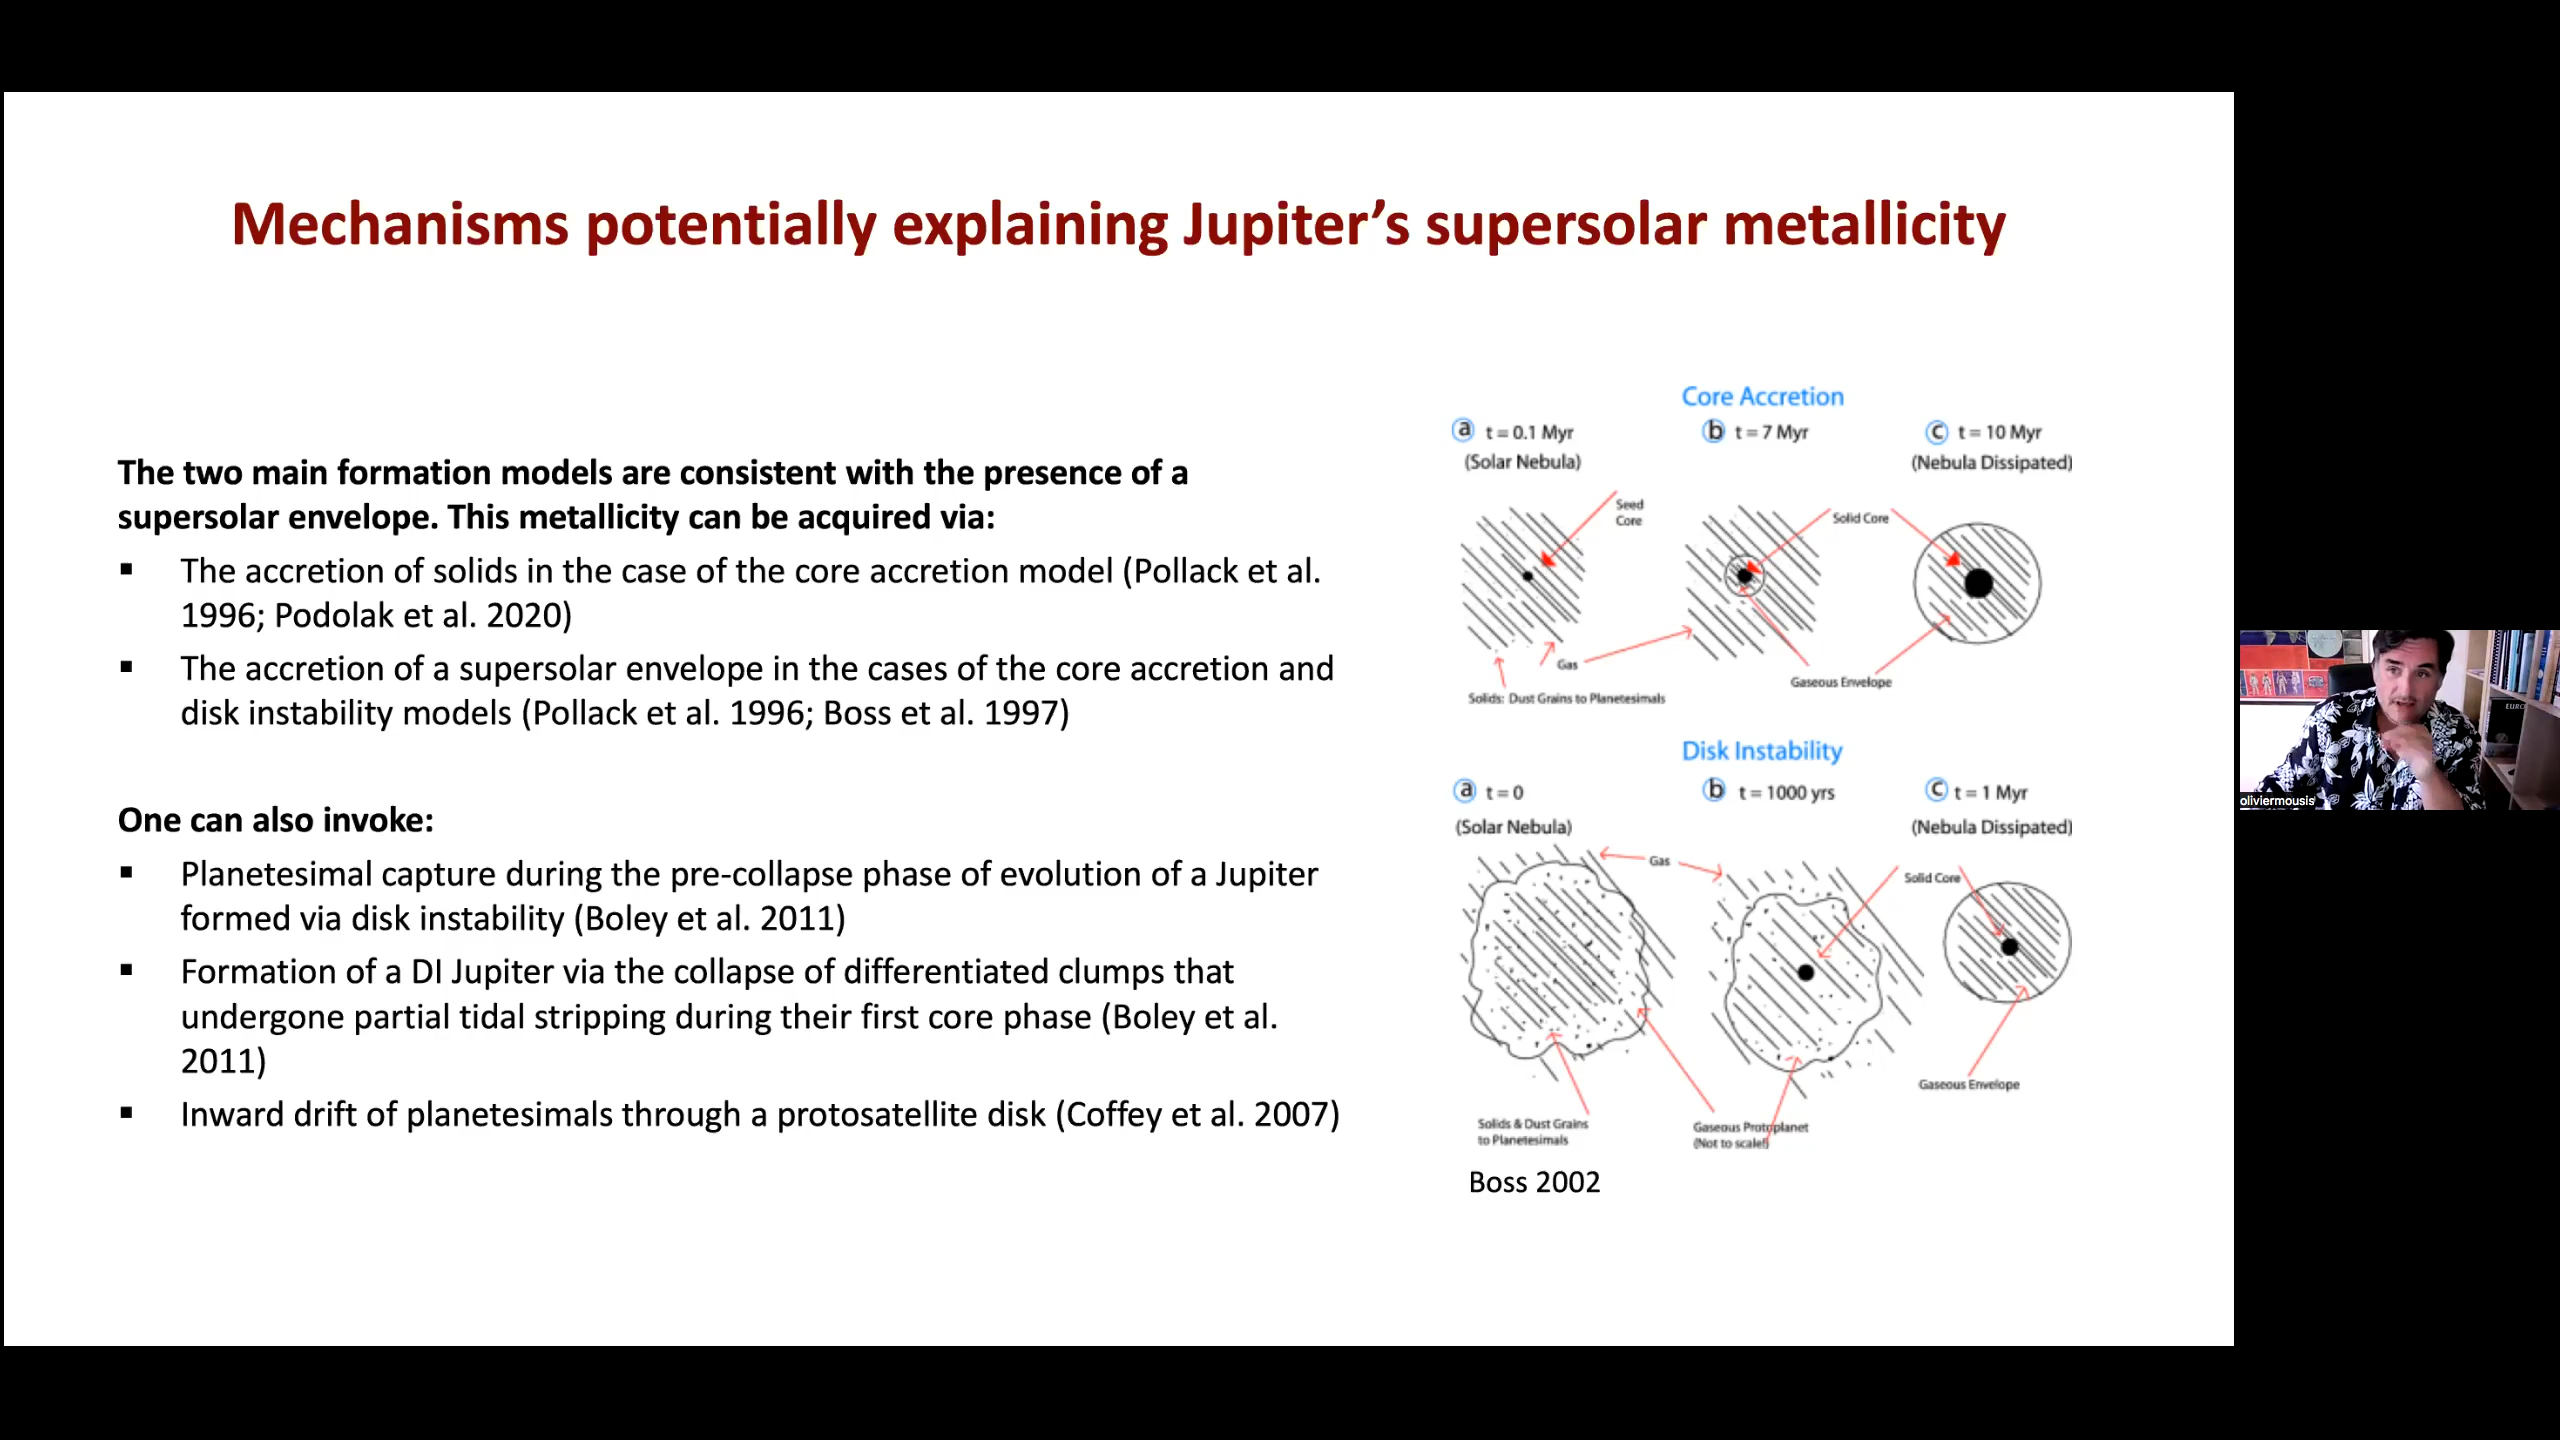 Mechanisms potentially explaining Jupiter’s supersolar metallicity
The two main formation models are consistent with the presence of a
supersolar envelope. This metallicity can be acquired via:
▪ The accretion of solids in the case of the core accretion model (Pollack et al.
1996; Podolak et al. 2020)
▪ The accretion of a supersolar envelope in the cases of the core accretion and
disk instability models (Pollack et al. 1996; Boss et al. 1997)
One can also invoke:
▪ Planetesimal capture during the pre-collapse phase of evolution of a Jupiter
formed via disk instability (Boley et al. 2011)
▪ Formation of a DI Jupiter via the collapse of differentiated clumps that
undergone partial tidal stripping during their first core phase (Boley et al.
2011)
▪ Inward drift of planetesimals through a protosatellite disk (Coffey et al. 2007)
Core Accretion
a t = 0.1 Myr
(Solar Nebula)
b t = 7 Myr
c t = 10 Myr
(Nebula Dissipated)
Seed
Core
Solid Core
Gas
Gaseous Envelope
Solids: Dust Grains to Planetesimals
Disk Instability
a t = 0
(Solar Nebula)
b t = 1000 yrs
c t = 1 Myr
(Nebula Dissipated)
Gas
Solid Core
Gaseous Envelope
Solids & Dust Grains
to Planetesimals
Gaseous Protoplanet
(Not to scale!)
Boss 2002
EURO
oliviermousis